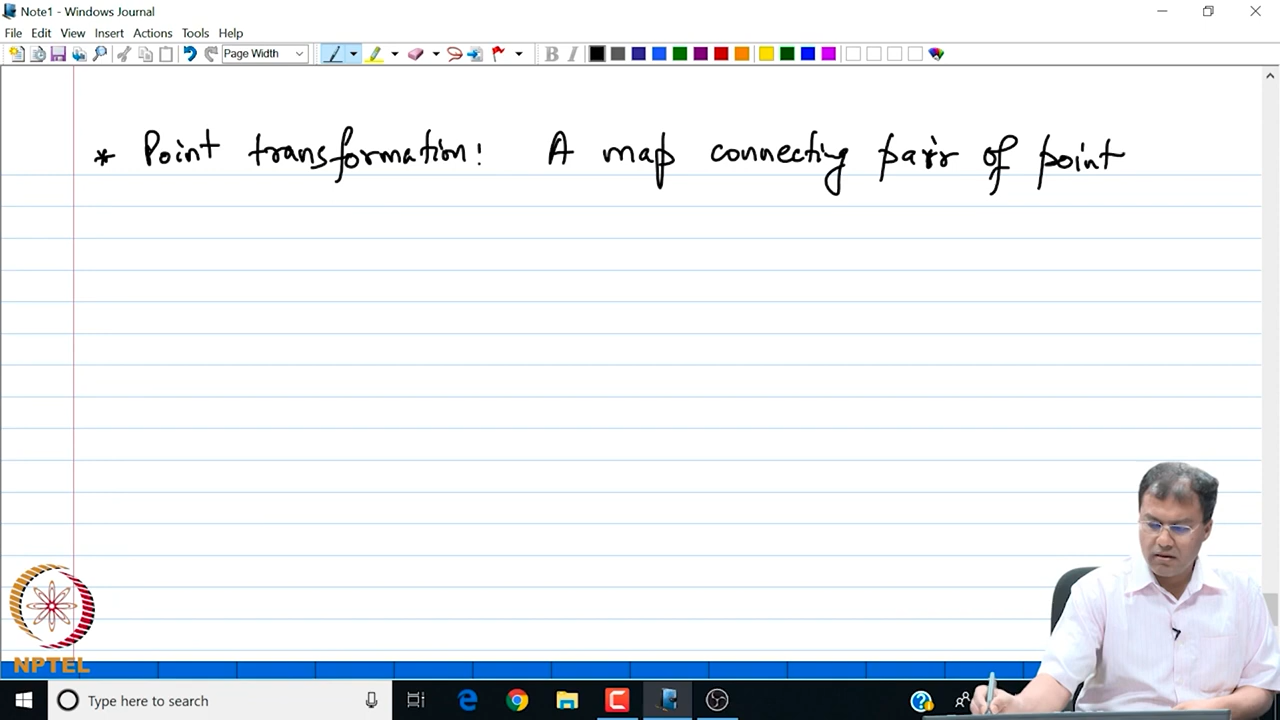 Note1 - Windows Journal
File Edit View Insert Actions Tools Help
Page Width B I
* Point transformation: A map connecting pair of point
NPTEL
Type here to search